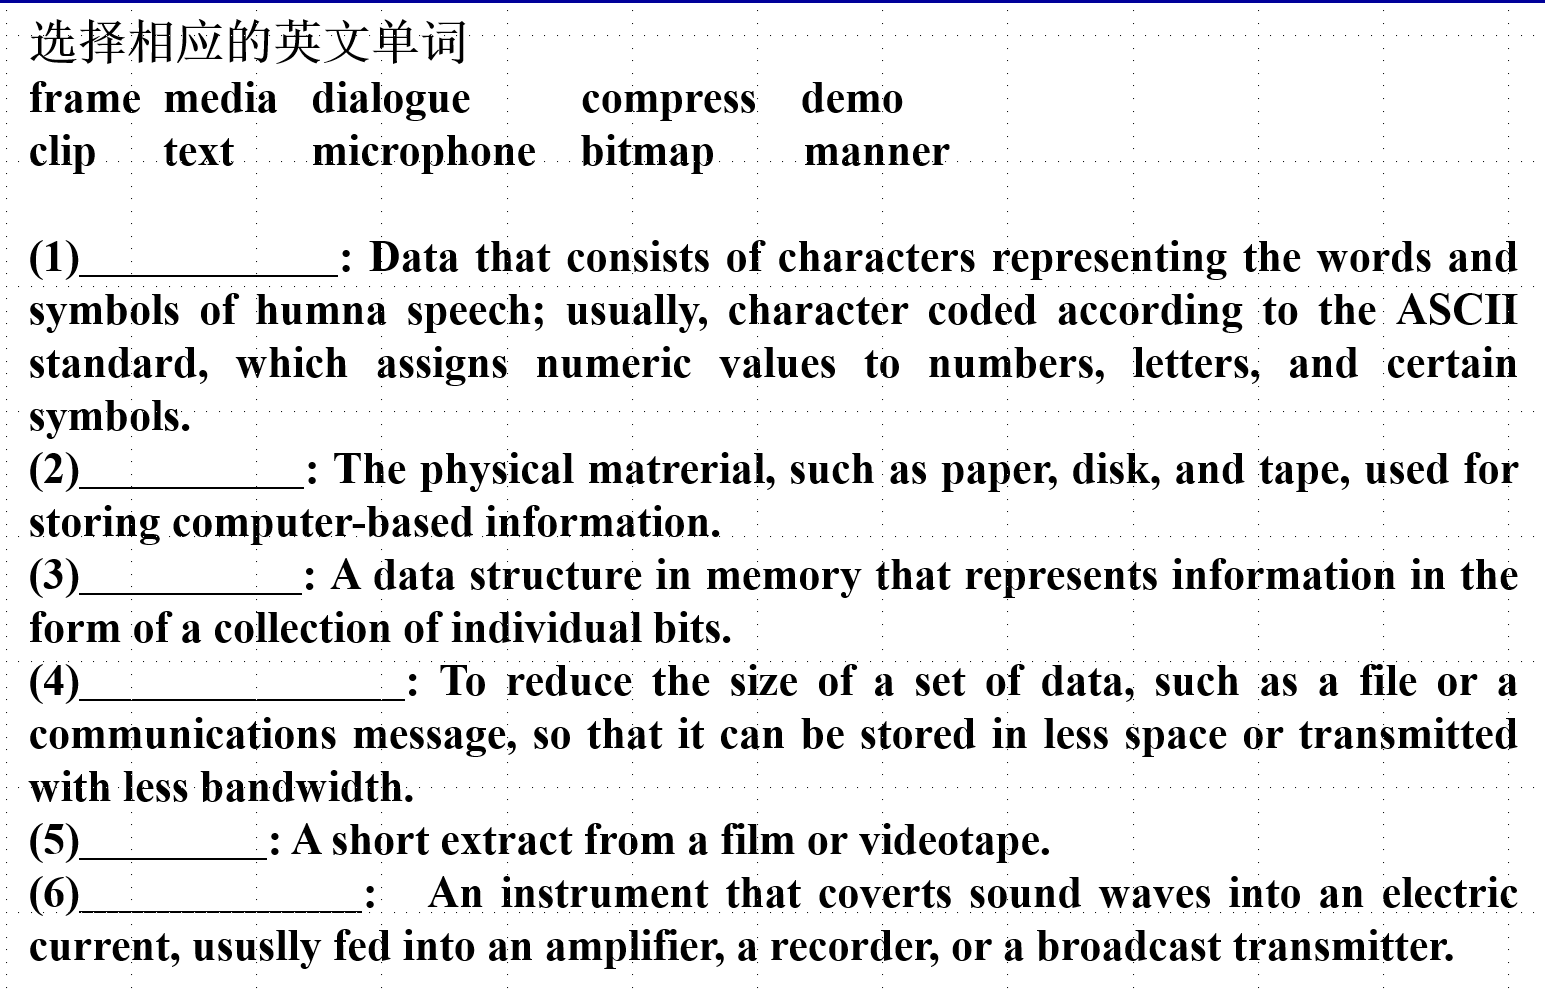 选择相应的英文单词
frame media dialogue compress demo
clip text microphone bitmap manner
(1)____________: Data that consists of characters representing the words and
symbols of humna speech; usually, character coded according to the ASCII
standard, which assigns numeric values to numbers, letters, and certain
symbols.
(2)__________: The physical matrerial, such as paper, disk, and tape, used for
storing computer-based information.
(3)__________: A data structure in memory that represents information in the
form of a collection of individual bits.
(4)_______________: To reduce the size of a set of data, such as a file or a
communications message, so that it can be stored in less space or transmitted
with less bandwidth.
(5)_________: A short extract from a film or videotape.
(6)_____________: An instrument that coverts sound waves into an electric
current, ususlly fed into an amplifier, a recorder, or a broadcast transmitter.